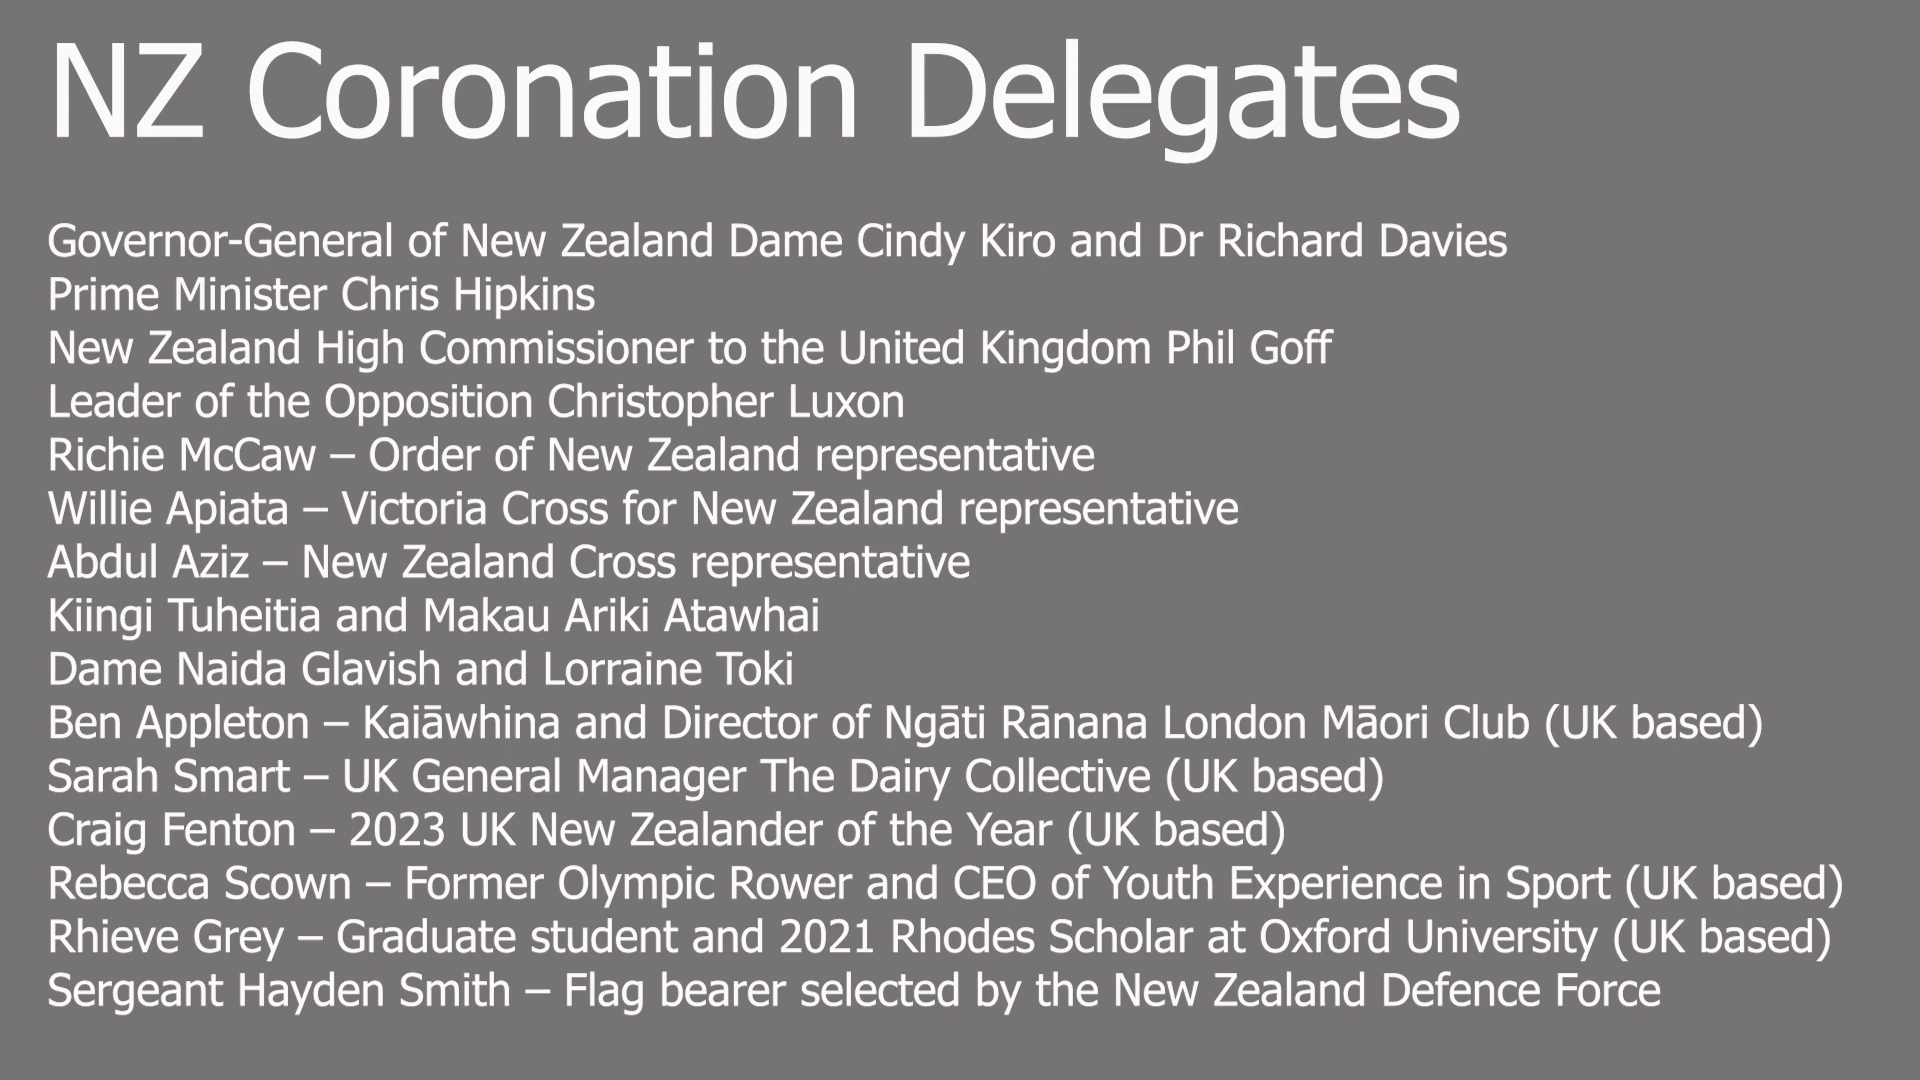 NZ Coronation Delegates
Governor-General of New Zealand Dame Cindy Kiro and Dr Richard Davies
Prime Minister Chris Hipkins
New Zealand High Commissioner to the United Kingdom Phil Goff
Leader of the Opposition Christopher Luxon
Richie McCaw – Order of New Zealand representative
Willie Apiata – Victoria Cross for New Zealand representative
Abdul Aziz – New Zealand Cross representative
Kiingi Tuheitia and Makau Ariki Atawhai
Dame Naida Glavish and Lorraine Toki
Ben Appleton – Kaiāwhina and Director of Ngāti Rānana London Māori Club (UK based)
Sarah Smart – UK General Manager The Dairy Collective (UK based)
Craig Fenton – 2023 UK New Zealander of the Year (UK based)
Rebecca Scown – Former Olympic Rower and CEO of Youth Experience in Sport (UK based)
Rhieve Grey – Graduate student and 2021 Rhodes Scholar at Oxford University (UK based)
Sergeant Hayden Smith – Flag bearer selected by the New Zealand Defence Force